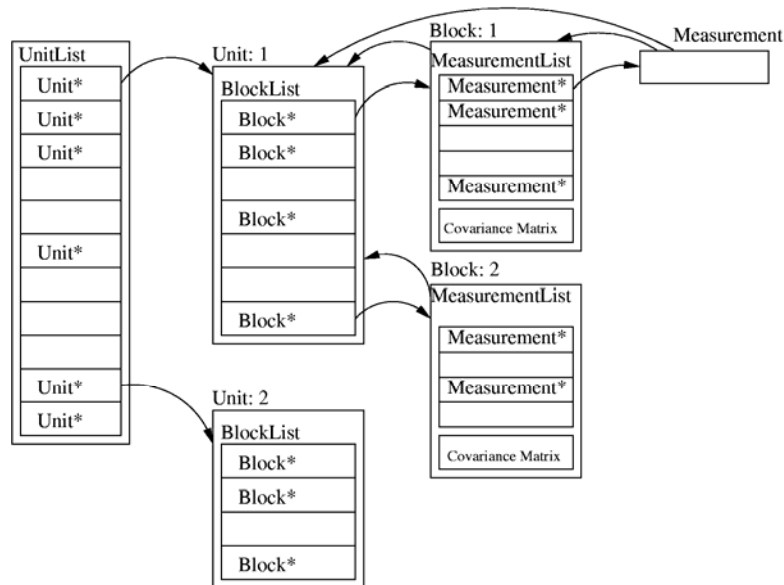 UnitList
Unit*
Unit*
Unit*
Unit*
Unit*
Unit*
Unit: 1
BlockList
Block*
Block*
Block*
Block*
Unit: 2
BlockList
Block*
Block*
Block*
Block: 1
MeasurementList
Measurement*
Measurement*
Measurement*
Covariance Matrix
Block: 2
MeasurementList
Measurement*
Measurement*
Covariance Matrix
Measurement